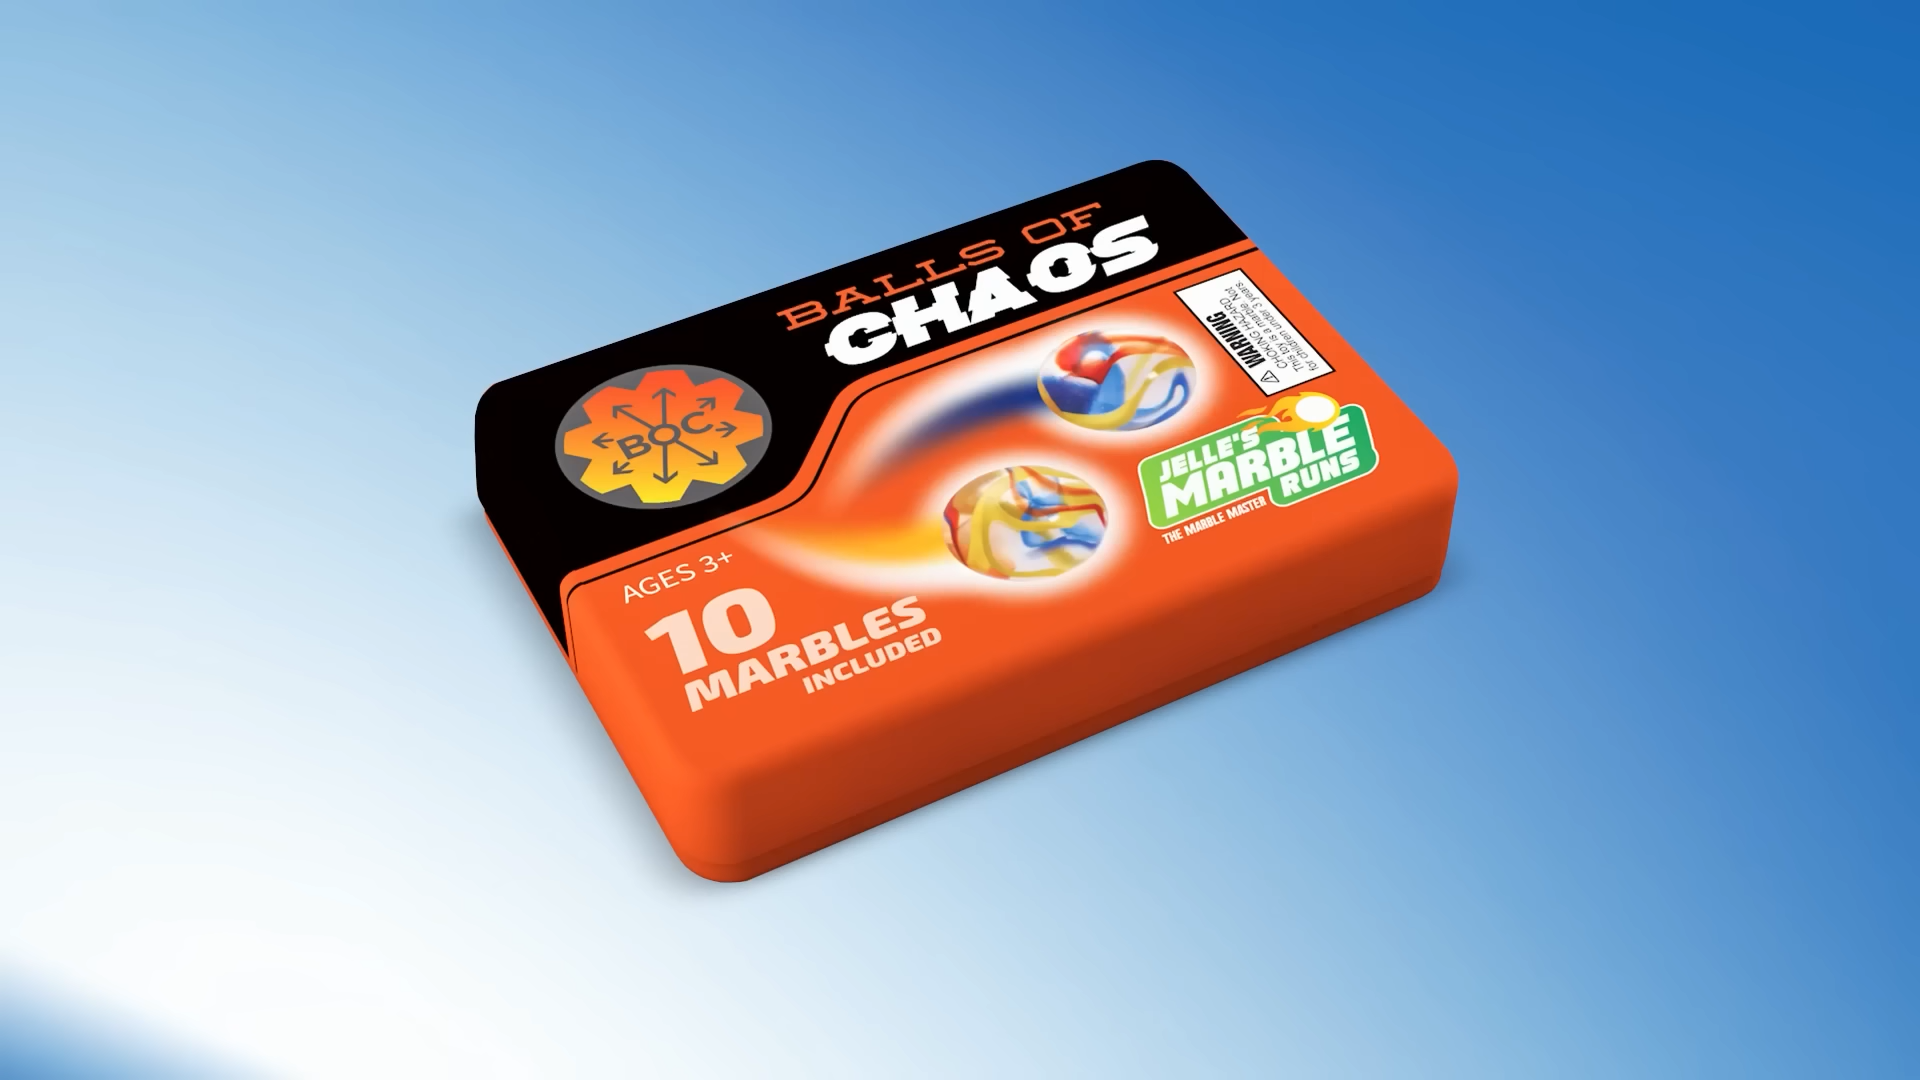 BALLS OF
CHAOS
BOC
WARNING
CHOKING HAZARD
This toy is a marble Not
for children under 3 years.
JELLE'S
MARBLE
RUNS
THE MARBLE MASTER
AGES 3+
10
MARBLES
INCLUDED